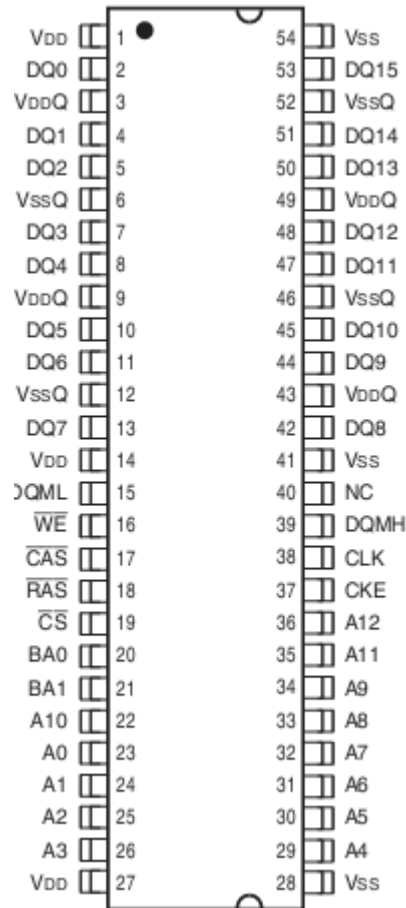 VDD 1 54 VSS
DQ0 2 53 DQ15
VDDQ 3 52 VSSQ
DQ1 4 51 DQ14
DQ2 5 50 DQ13
VSSQ 6 49 VDDQ
DQ3 7 48 DQ12
DQ4 8 47 DQ11
VDDQ 9 46 VSSQ
DQ5 10 45 DQ10
DQ6 11 44 DQ9
VSSQ 12 43 VDDQ
DQ7 13 42 DQ8
VDD 14 41 VSS
DQML 15 40 NC
W̅E̅ 16 39 DQMH
C̅A̅S̅ 17 38 CLK
R̅A̅S̅ 18 37 CKE
C̅S̅ 19 36 A12
BA0 20 35 A11
BA1 21 34 A9
A10 22 33 A8
A0 23 32 A7
A1 24 31 A6
A2 25 30 A5
A3 26 29 A4
VDD 27 28 VSS